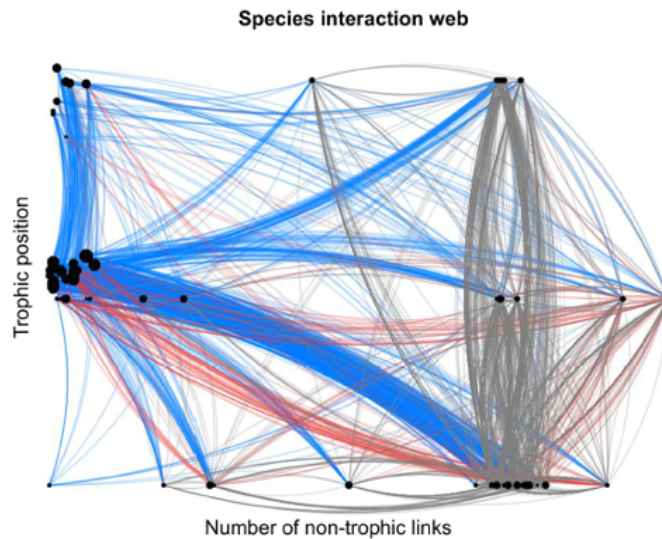 Species interaction web
Trophic position
Number of non-trophic links